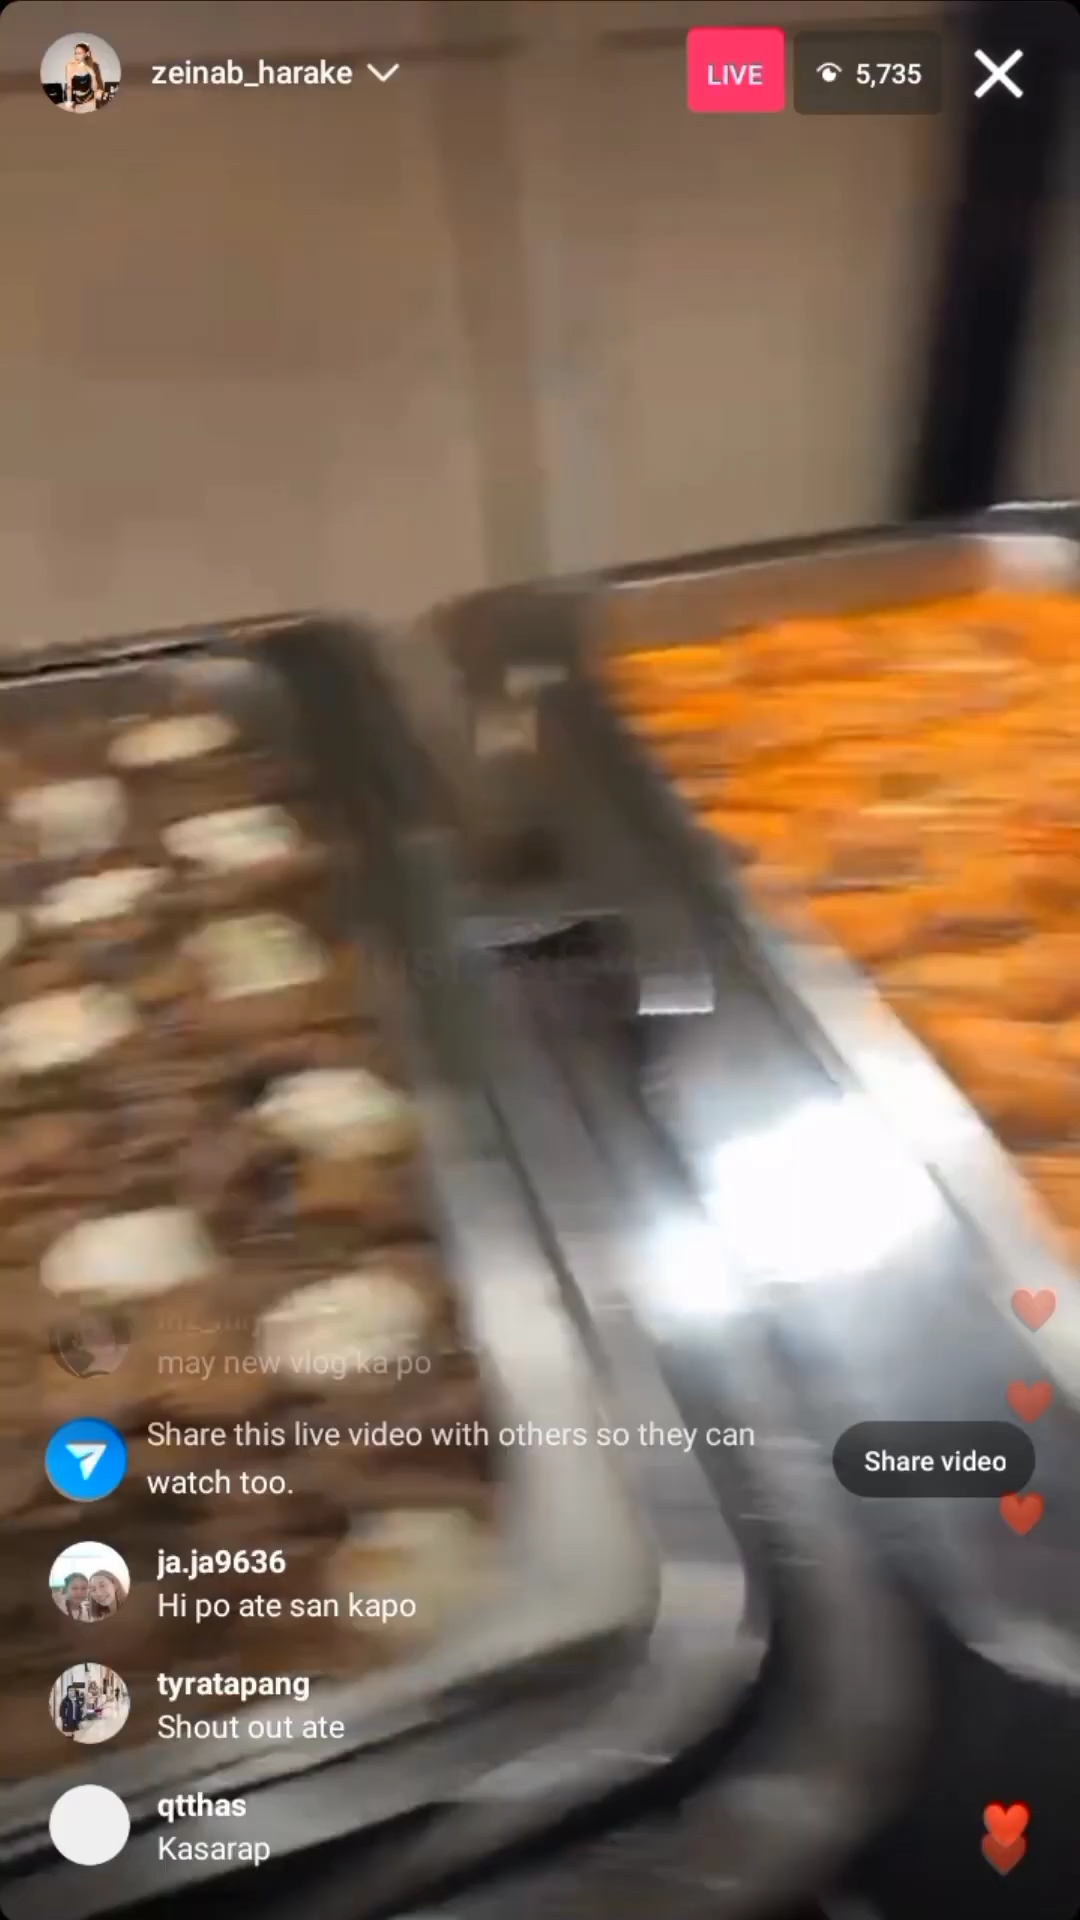 zeinab_harake
LIVE
5,735
may new vlog ka po
Share this live video with others so they can
watch too.
Share video
ja.ja9636
Hi po ate san kapo
tyratapang
Shout out ate
qtthas
Kasarap